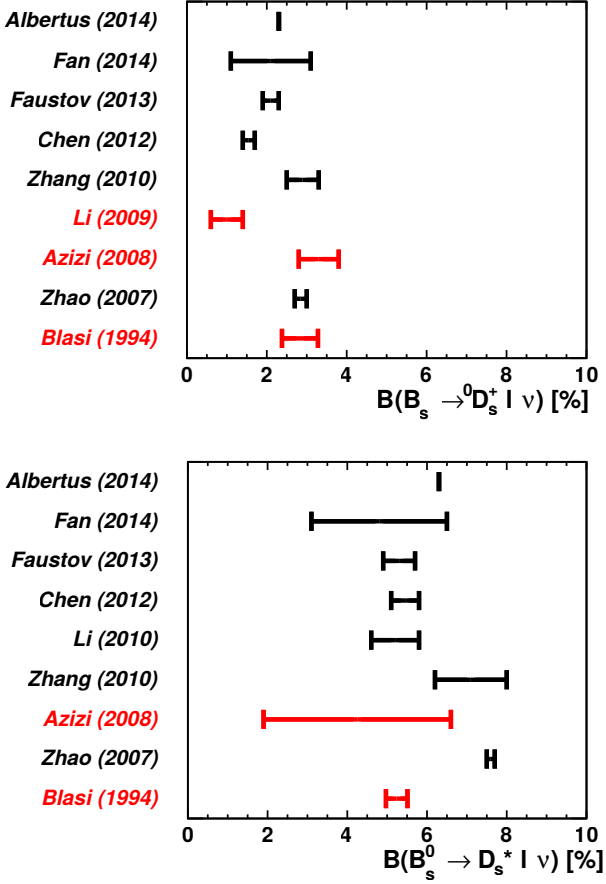 Albertus (2014)
Fan (2014)
Faustov (2013)
Chen (2012)
Zhang (2010)
Li (2009)
Azizi (2008)
Zhao (2007)
Blasi (1994)
0 2 4 6 8 10
B(B_s → ⁰D_s⁺ l ν) [%]
Albertus (2014)
Fan (2014)
Faustov (2013)
Chen (2012)
Li (2010)
Zhang (2010)
Azizi (2008)
Zhao (2007)
Blasi (1994)
0 2 4 6 8 10
B(B_s⁰ → D_s* l ν) [%]